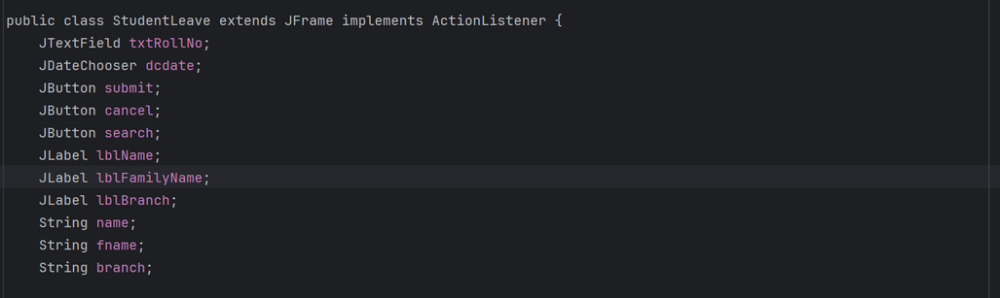 public class StudentLeave extends JFrame implements ActionListener {
JTextField txtRollNo;
JDateChooser dcdate;
JButton submit;
JButton cancel;
JButton search;
JLabel lblName;
JLabel lblFamilyName;
JLabel lblBranch;
String name;
String fname;
String branch;